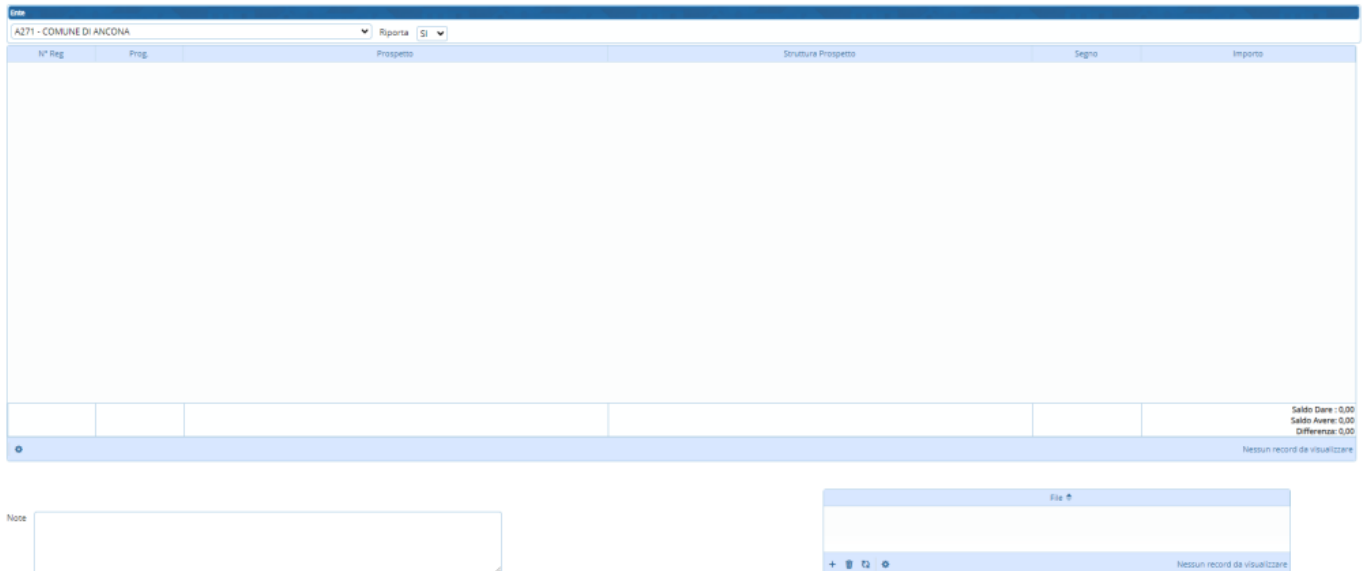 Ente
A271 - COMUNE DI ANCONA Riporta SI
N° Reg Prog. Prospetto Struttura Prospetto Segno Importo
Saldo Dare : 0,00
Saldo Avere: 0,00
Differenza: 0,00
Nessun record da visualizzare
File
Note
Nessun record da visualizzare